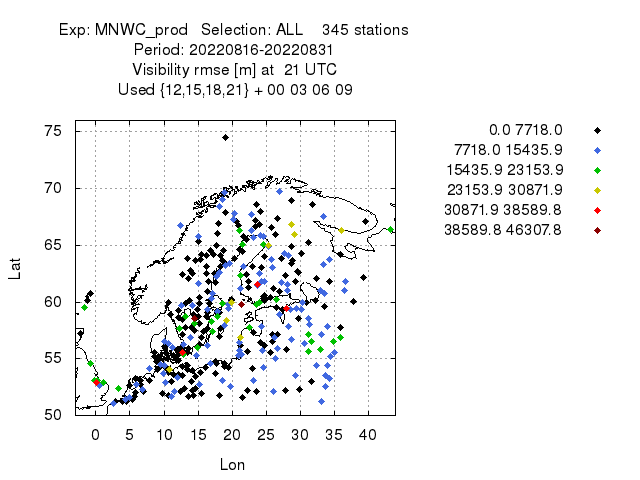 Exp: MNWC_prod   Selection: ALL    345 stations
Period: 20220816-20220831
Visibility rmse [m] at  21 UTC
Used {12,15,18,21} + 00 03 06 09
75
70
65
60
55
50
Lat
0 5 10 15 20 25 30 35 40
Lon
0.0 7718.0
7718.0 15435.9
15435.9 23153.9
23153.9 30871.9
30871.9 38589.8
38589.8 46307.8